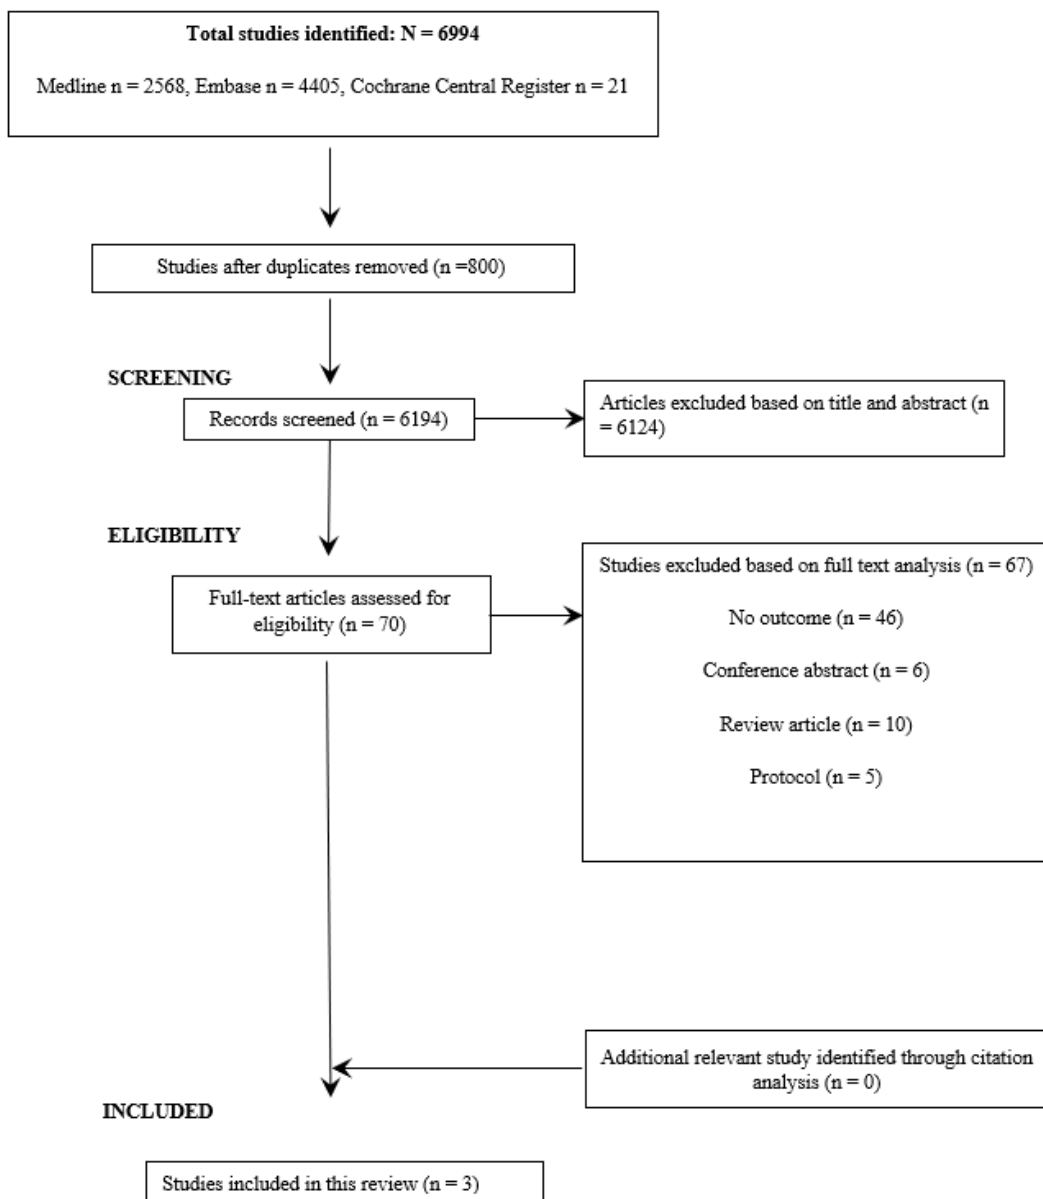 Total studies identified: N = 6994
Medline n = 2568, Embase n = 4405, Cochrane Central Register n = 21
Studies after duplicates removed (n =800)
SCREENING
Records screened (n = 6194)
Articles excluded based on title and abstract (n
= 6124)
ELIGIBILITY
Full-text articles assessed for
eligibility (n = 70)
Studies excluded based on full text analysis (n = 67)
No outcome (n = 46)
Conference abstract (n = 6)
Review article (n = 10)
Protocol (n = 5)
Additional relevant study identified through citation
analysis (n = 0)
INCLUDED
Studies included in this review (n = 3)